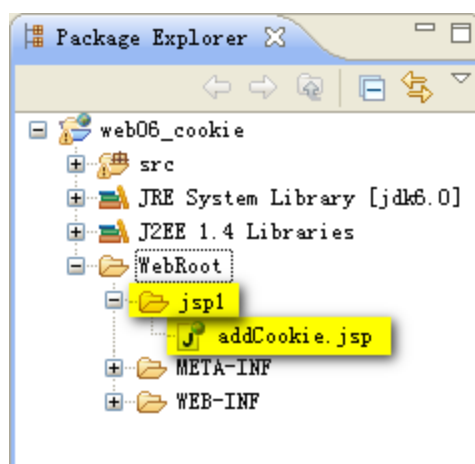 Package Explorer
web06_cookie
src
JRE System Library [jdk6.0]
J2EE 1.4 Libraries
WebRoot
jsp1
addCookie.jsp
META-INF
WEB-INF